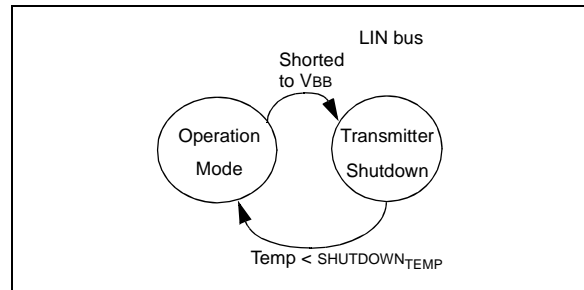 LIN bus
Shorted
to VBB
Operation
Mode
Transmitter
Shutdown
Temp < SHUTDOWNTEMP